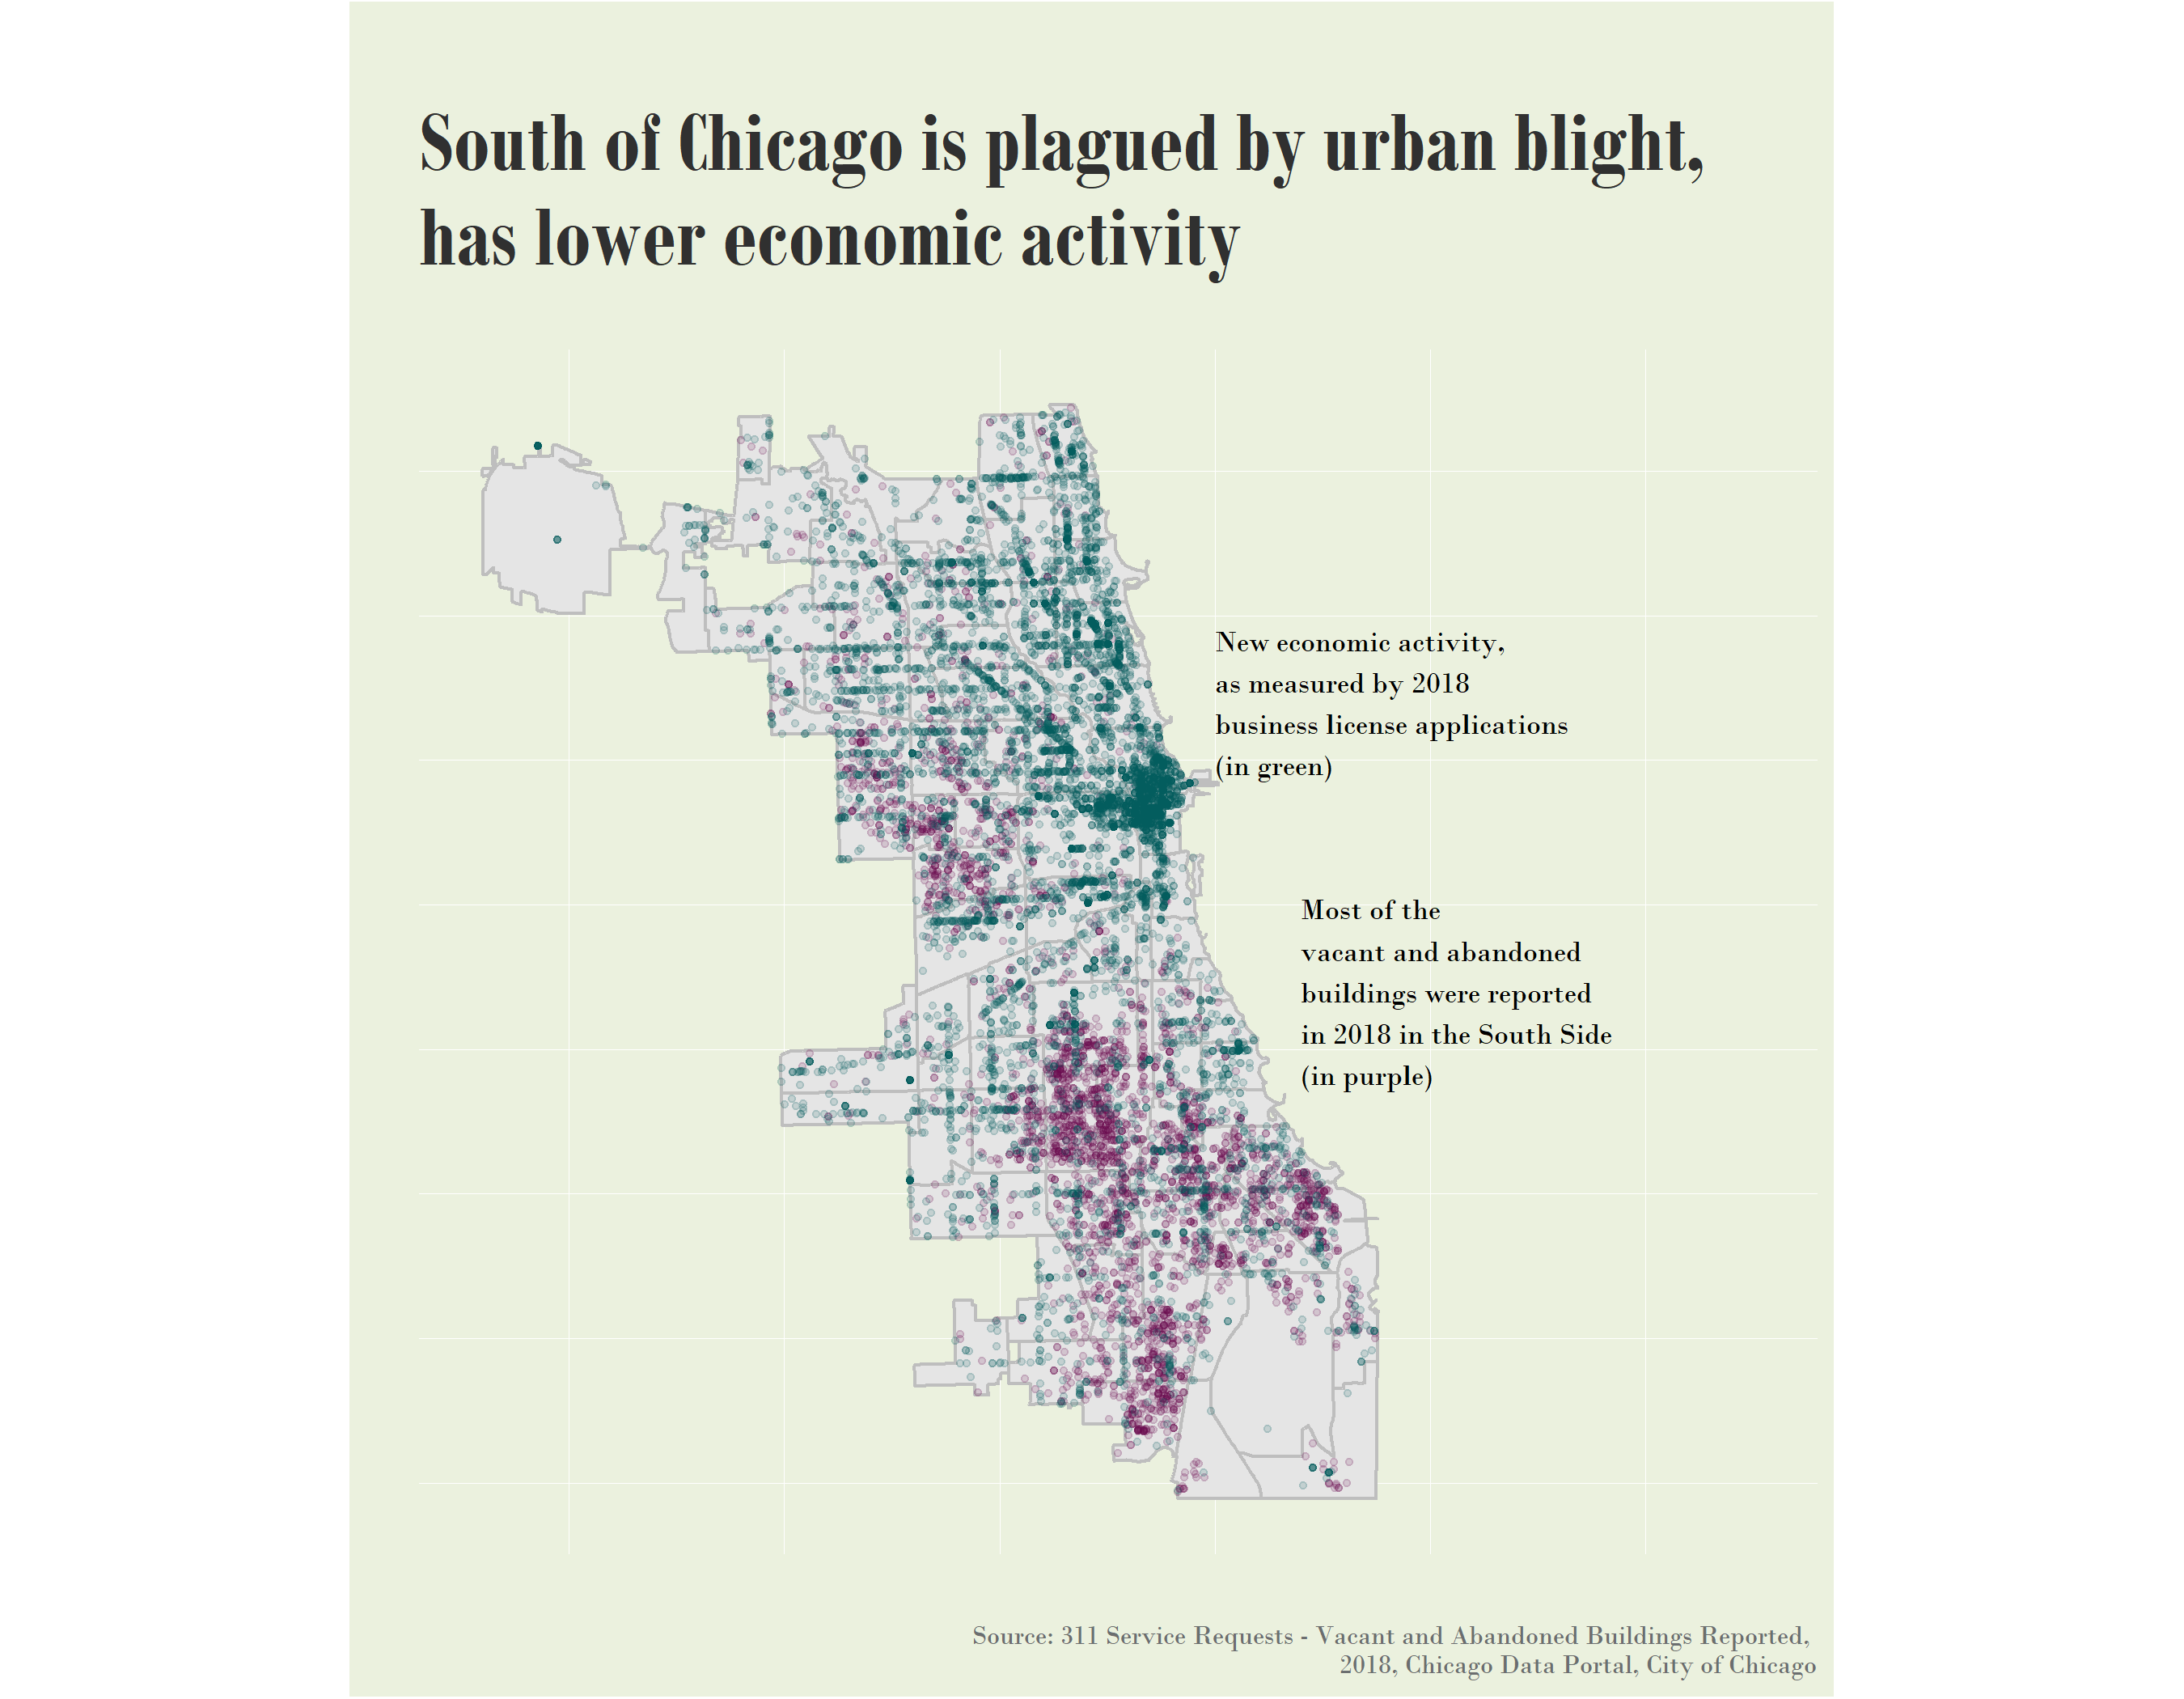 South of Chicago is plagued by urban blight,
has lower economic activity
New economic activity,
as measured by 2018
business license applications
(in green)
Most of the
vacant and abandoned
buildings were reported
in 2018 in the South Side
(in purple)
Source: 311 Service Requests - Vacant and Abandoned Buildings Reported,
2018, Chicago Data Portal, City of Chicago